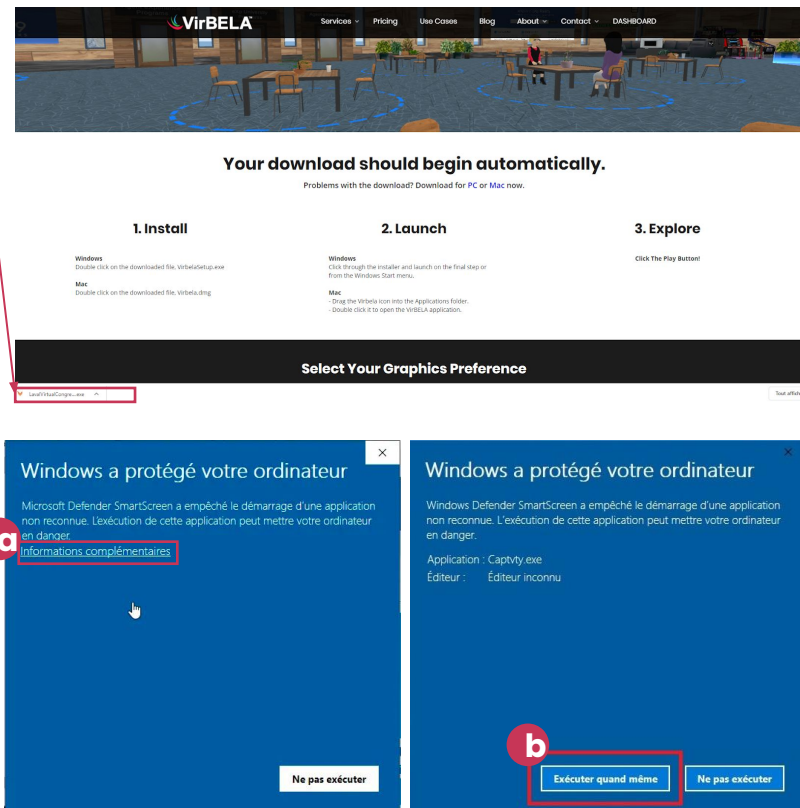 VirBELA
Services Pricing Use Cases Blog About Contact DASHBOARD
Your download should begin automatically.
Problems with the download? Download for PC or Mac now.
1. Install
Windows
Double click on the downloaded file, VirbelaSetup.exe
Mac
Double click on the downloaded file, Virbela.dmg
2. Launch
Windows
Click through the installer and launch on the final step or
from the Windows Start menu.
Mac
- Drag the Virbela icon into the Applications folder.
- Double click it to open the VirBELA application.
3. Explore
Click The Play Button!
Select Your Graphics Preference
LavalVirtualCongre....exe
Tout affich
Windows a protégé votre ordinateur
Microsoft Defender SmartScreen a empêché le démarrage d'une application
non reconnue. L'exécution de cette application peut mettre votre ordinateur
en danger.
a
Informations complémentaires
Ne pas exécuter
Windows a protégé votre ordinateur
Windows Defender SmartScreen a empêché le démarrage d'une application
non reconnue. L'exécution de cette application peut mettre votre ordinateur
en danger.
Application : Captvty.exe
Éditeur : Éditeur inconnu
b
Exécuter quand même
Ne pas exécuter